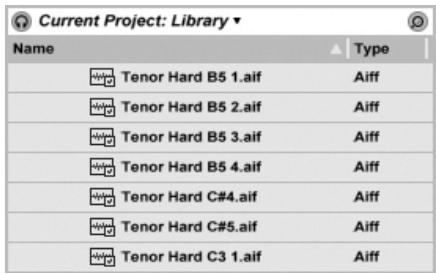 Current Project: Library
Name Type
Tenor Hard B5 1.aif Aiff
Tenor Hard B5 2.aif Aiff
Tenor Hard B5 3.aif Aiff
Tenor Hard B5 4.aif Aiff
Tenor Hard C#4.aif Aiff
Tenor Hard C#5.aif Aiff
Tenor Hard C3 1.aif Aiff